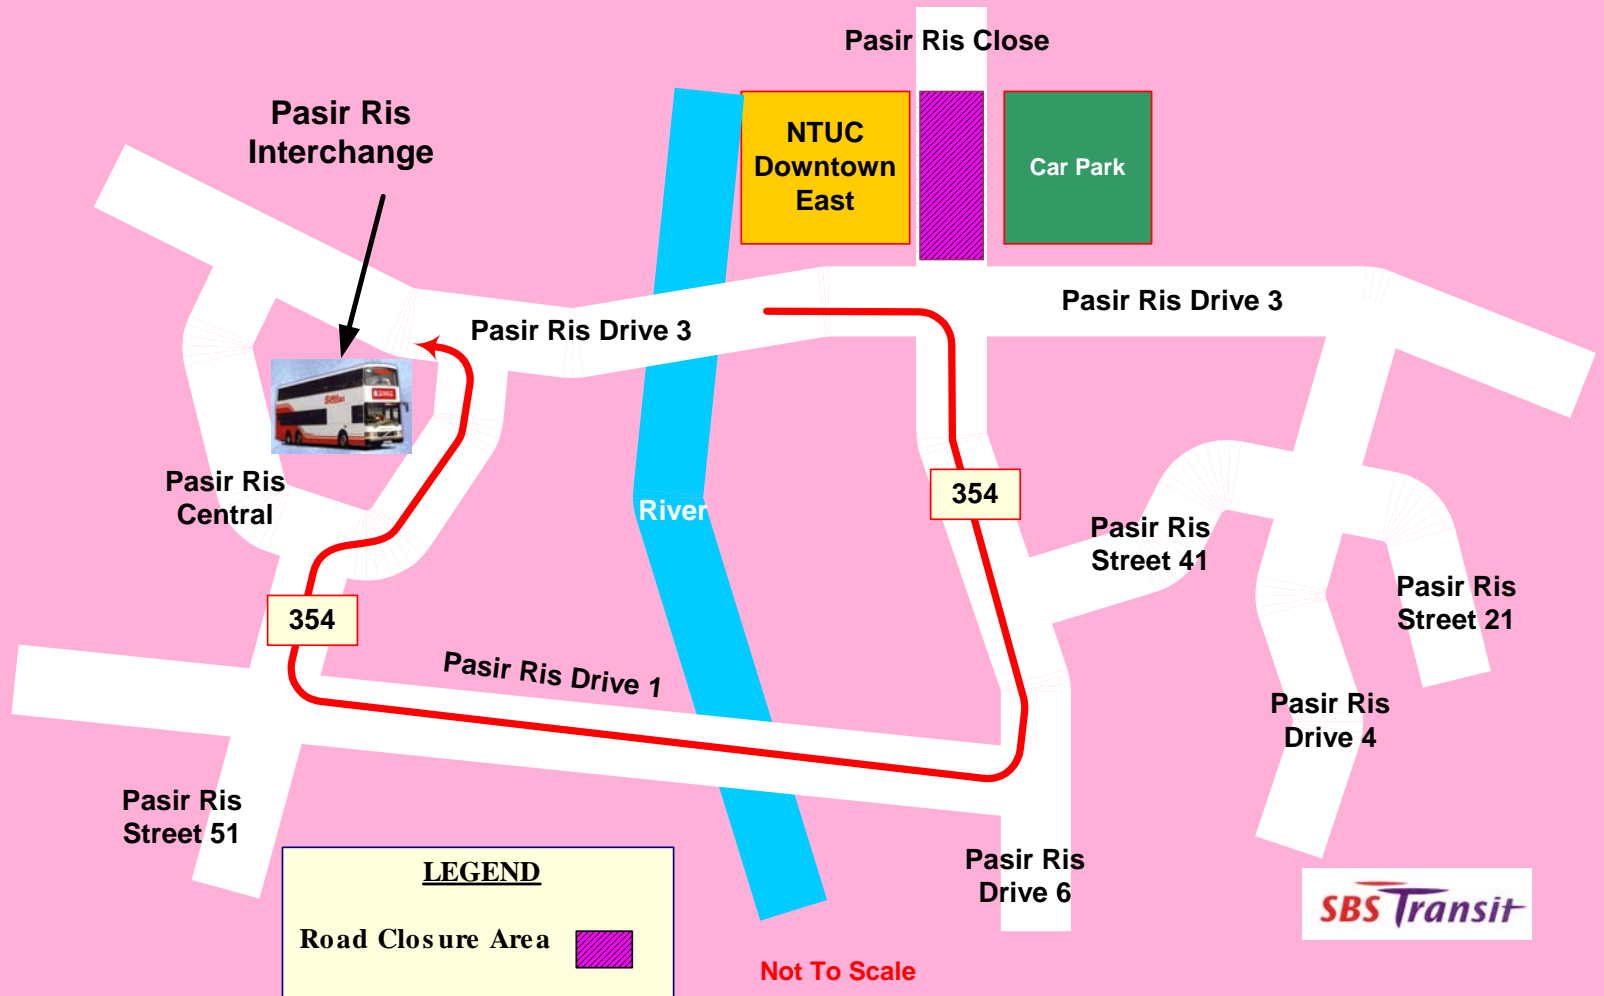 Pasir Ris Close
Pasir Ris
Interchange
NTUC
Downtown
East
Car Park
Pasir Ris Drive 3
Pasir Ris Drive 3
Pasir Ris
Central
River
354
Pasir Ris
Street 41
Pasir Ris
Street 21
354
Pasir Ris Drive 1
Pasir Ris
Drive 4
Pasir Ris
Street 51
Pasir Ris
Drive 6
LEGEND
Road Closure Area
SBS Transit
Not To Scale